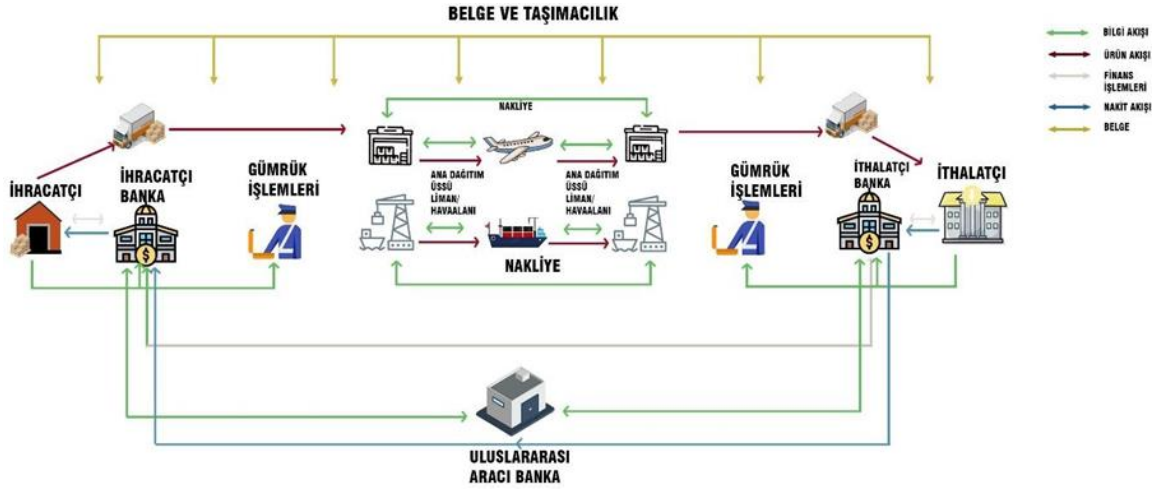 BELGE VE TAŞIMACILIK
BİLGİ AKIŞI
ÜRÜN AKIŞI
FİNANS
İŞLEMLERİ
NAKİT AKIŞI
BELGE
NAKLİYE
İHRACATÇI
İHRACATÇI
BANKA
GÜMRÜK
İŞLEMLERİ
ANA DAĞITIM
ÜSSÜ
LİMAN/
HAVAALANI
ANA DAĞITIM
ÜSSÜ
LİMAN/
HAVAALANI
NAKLİYE
GÜMRÜK
İŞLEMLERİ
İTHALATÇI
BANKA
İTHALATÇI
ULUSLARARASI
ARACI BANKA